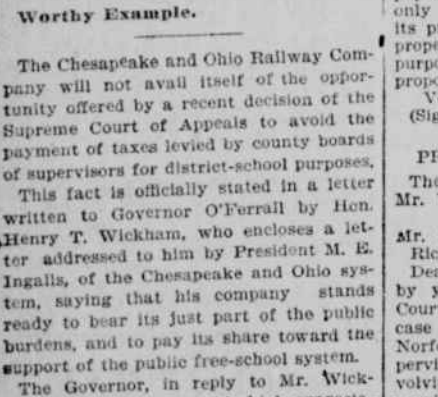 Worthy Example.
The Chesapeake and Ohio Railway Com-
pany will not avail itself of the oppor-
tunity offered by a recent decision of the
Supreme Court of Appeals to avoid the
payment of taxes levied by county boards
of supervisors for district-school purposes.
This fact is officially stated in a letter
written to Governor O'Ferrall by Hon.
Henry T. Wickham, who encloses a let-
ter addressed to him by President M. E.
Ingalls, of the Chesapeake and Ohio sys-
tem, saying that his company stands
ready to bear its just part of the public
burdens, and to pay its share toward the
support of the public free-school system.
The Governor, in reply to Mr. Wick-
only
its p
prope
purpo
prope
V
(Sig
PR
The
Mr.
Mr.
Ric
Dea
by y
Cour
case
Norfo
pervi
volvi